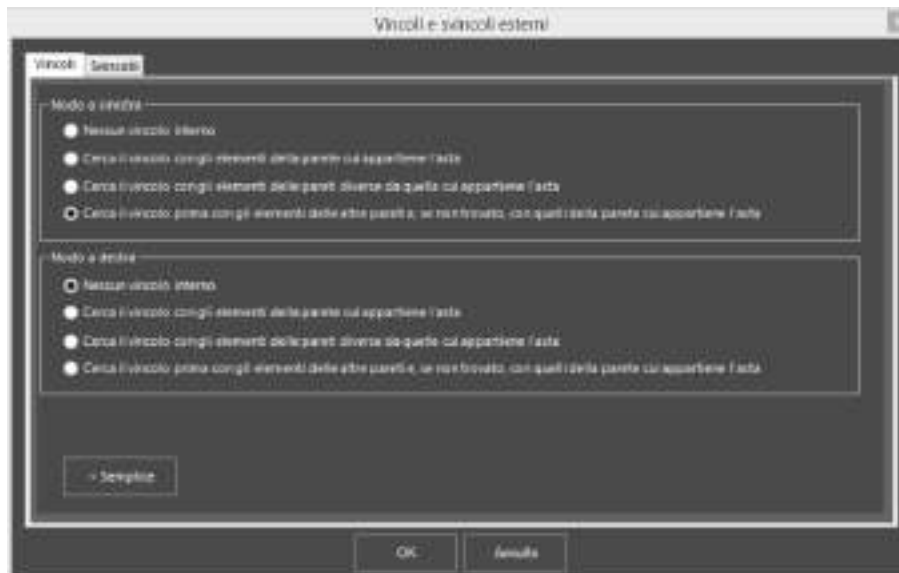 Vincoli e svincoli esterni
Vincoli Svincoli
Nodo a sinistra
Nessun vincolo interno
Cerca il vincolo con gli elementi della parete cui appartiene l'asta
Cerca il vincolo con gli elementi delle pareti diverse da quella cui appartiene l'asta
Cerca il vincolo prima con gli elementi delle altre pareti e, se non trovato, con quelli della parete cui appartiene l'asta
Nodo a destra
Nessun vincolo interno
Cerca il vincolo con gli elementi della parete cui appartiene l'asta
Cerca il vincolo con gli elementi delle pareti diverse da quella cui appartiene l'asta
Cerca il vincolo prima con gli elementi delle altre pareti e, se non trovato, con quelli della parete cui appartiene l'asta
< Semplice
OK Annulla